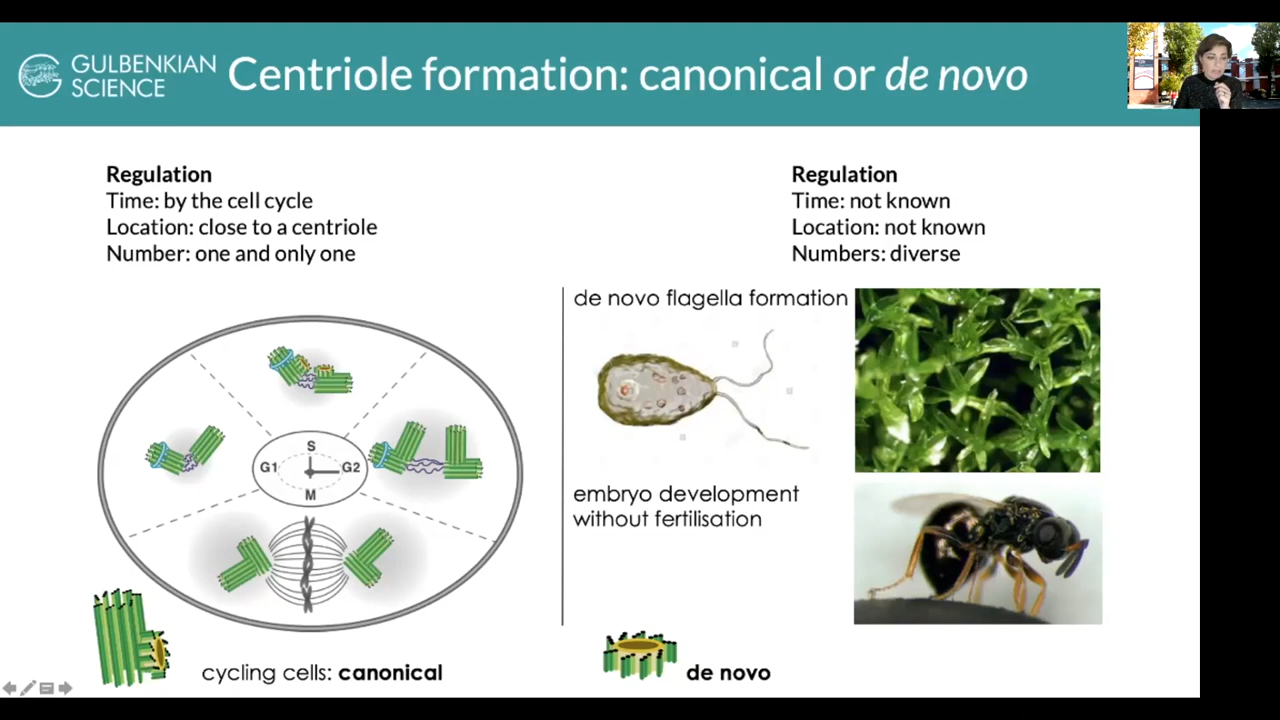 GULBENKIAN
SCIENCE
Centriole formation: canonical or de novo
Regulation
Time: by the cell cycle
Location: close to a centriole
Number: one and only one
Regulation
Time: not known
Location: not known
Numbers: diverse
S
G1
G2
M
cycling cells: canonical
de novo flagella formation
embryo development
without fertilisation
de novo